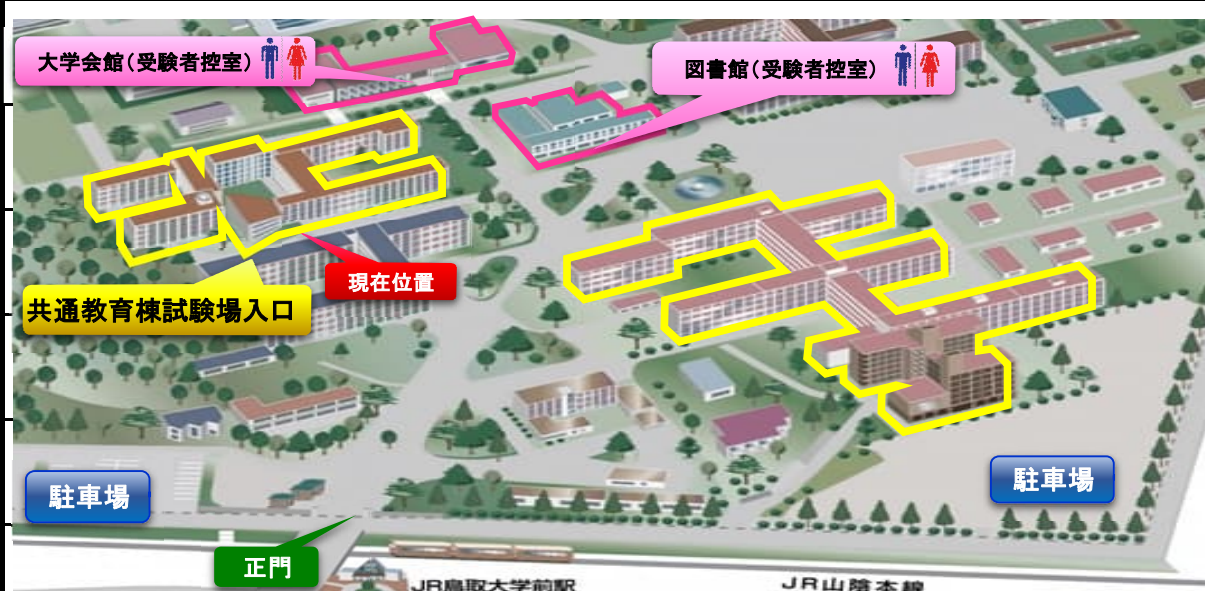 大学会館(受験者控室)
図書館(受験者控室)
現在位置
共通教育棟試験場入口
駐車場
駐車場
正門
JR鳥取大学前駅
JR山陰本線